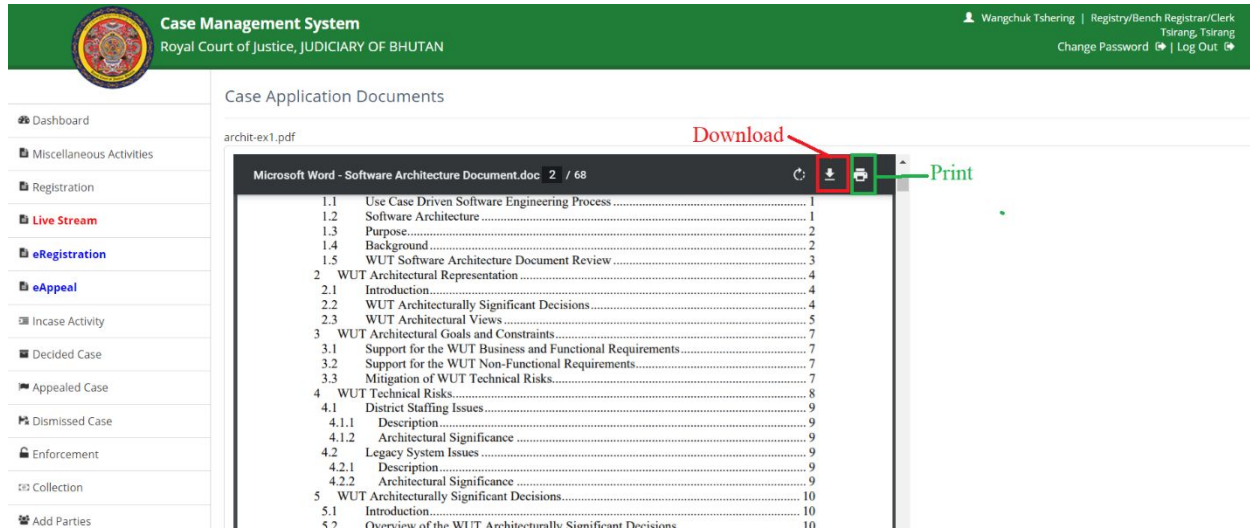 Case Management System
Royal Court of Justice, JUDICIARY OF BHUTAN
Wangchuk Tshering | Registry/Bench Registrar/Clerk
Tsirang, Tsirang
Change Password | Log Out
Dashboard
Miscellaneous Activities
Registration
Live Stream
eRegistration
eAppeal
Incase Activity
Decided Case
Appealed Case
Dismissed Case
Enforcement
Collection
Add Parties
Case Application Documents
archit-ex1.pdf
Download
Print
Microsoft Word - Software Architecture Document.doc 2 / 68
1.1 Use Case Driven Software Engineering Process ... 1
1.2 Software Architecture ... 1
1.3 Purpose ... 2
1.4 Background ... 2
1.5 WUT Software Architecture Document Review ... 3
2 WUT Architectural Representation ... 4
2.1 Introduction ... 4
2.2 WUT Architecturally Significant Decisions ... 4
2.3 WUT Architectural Views ... 5
3 WUT Architectural Goals and Constraints ... 7
3.1 Support for the WUT Business and Functional Requirements ... 7
3.2 Support for the WUT Non-Functional Requirements ... 7
3.3 Mitigation of WUT Technical Risks ... 7
4 WUT Technical Risks ... 8
4.1 District Staffing Issues ... 9
4.1.1 Description ... 9
4.1.2 Architectural Significance ... 9
4.2 Legacy System Issues ... 9
4.2.1 Description ... 9
4.2.2 Architectural Significance ... 9
5 WUT Architecturally Significant Decisions ... 10
5.1 Introduction ... 10
5.2 Overview of the WUT Architecturally Significant Decisions ... 10